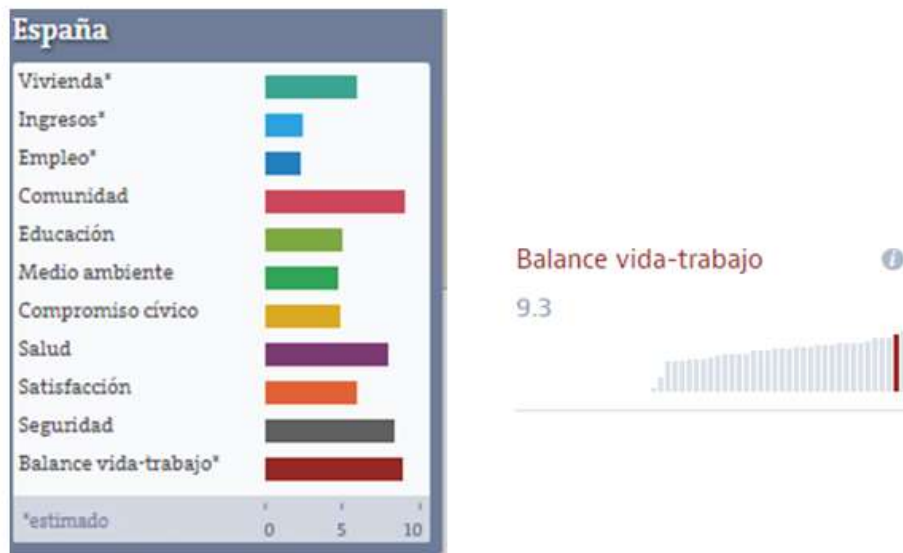 España
Vivienda*
Ingresos*
Empleo*
Comunidad
Educación
Medio ambiente
Compromiso cívico
Salud
Satisfacción
Seguridad
Balance vida-trabajo*
*estimado
0 5 10
Balance vida-trabajo i
9.3